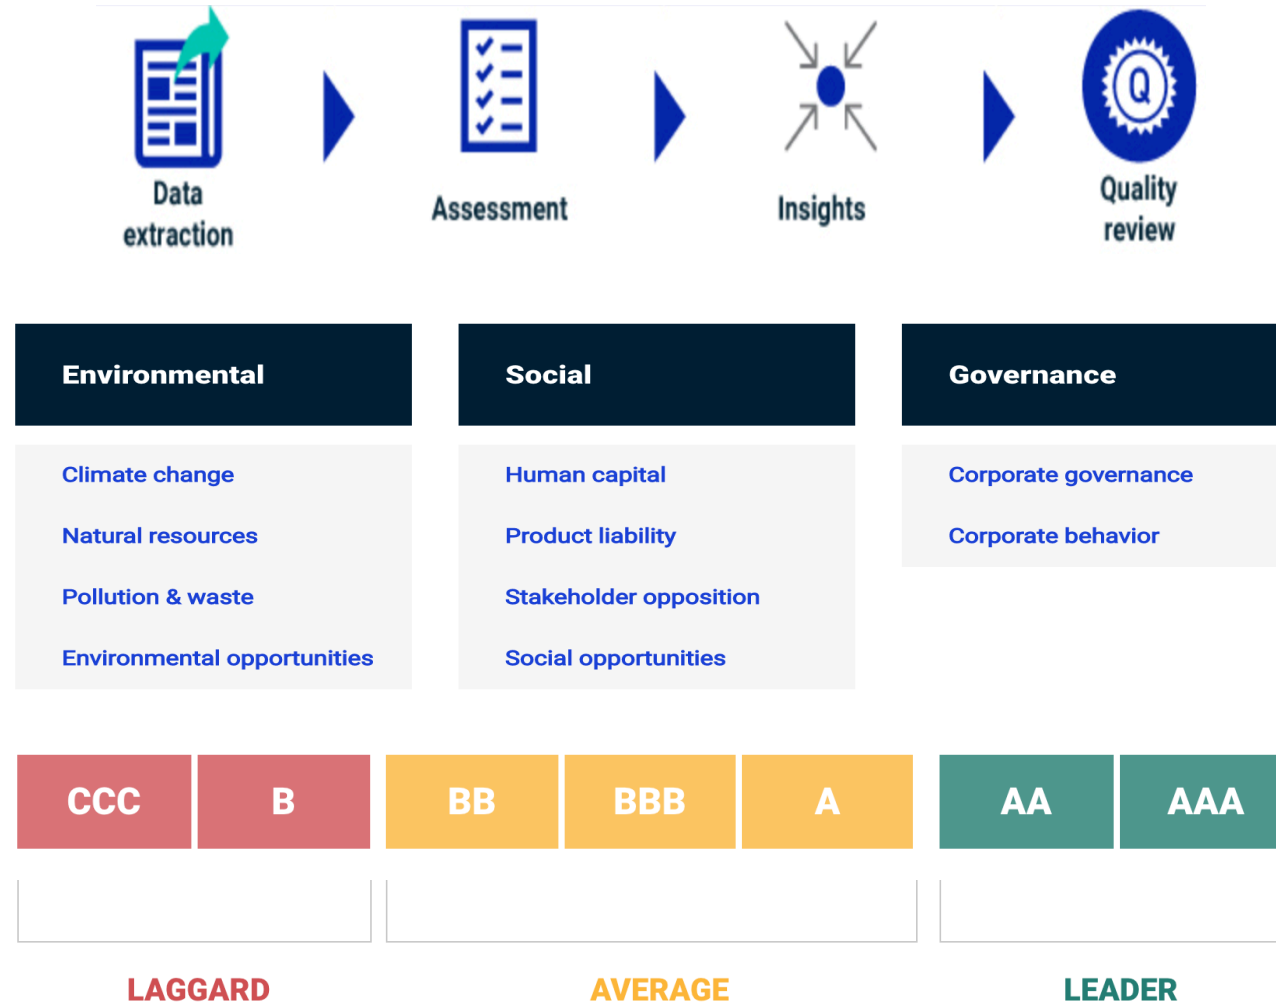 Q
Data
extraction
Assessment
Insights
Quality
review
Environmental
Climate change
Natural resources
Pollution & waste
Environmental opportunities
Social
Human capital
Product liability
Stakeholder opposition
Social opportunities
Governance
Corporate governance
Corporate behavior
CCC B BB BBB A AA AAA
LAGGARD AVERAGE LEADER